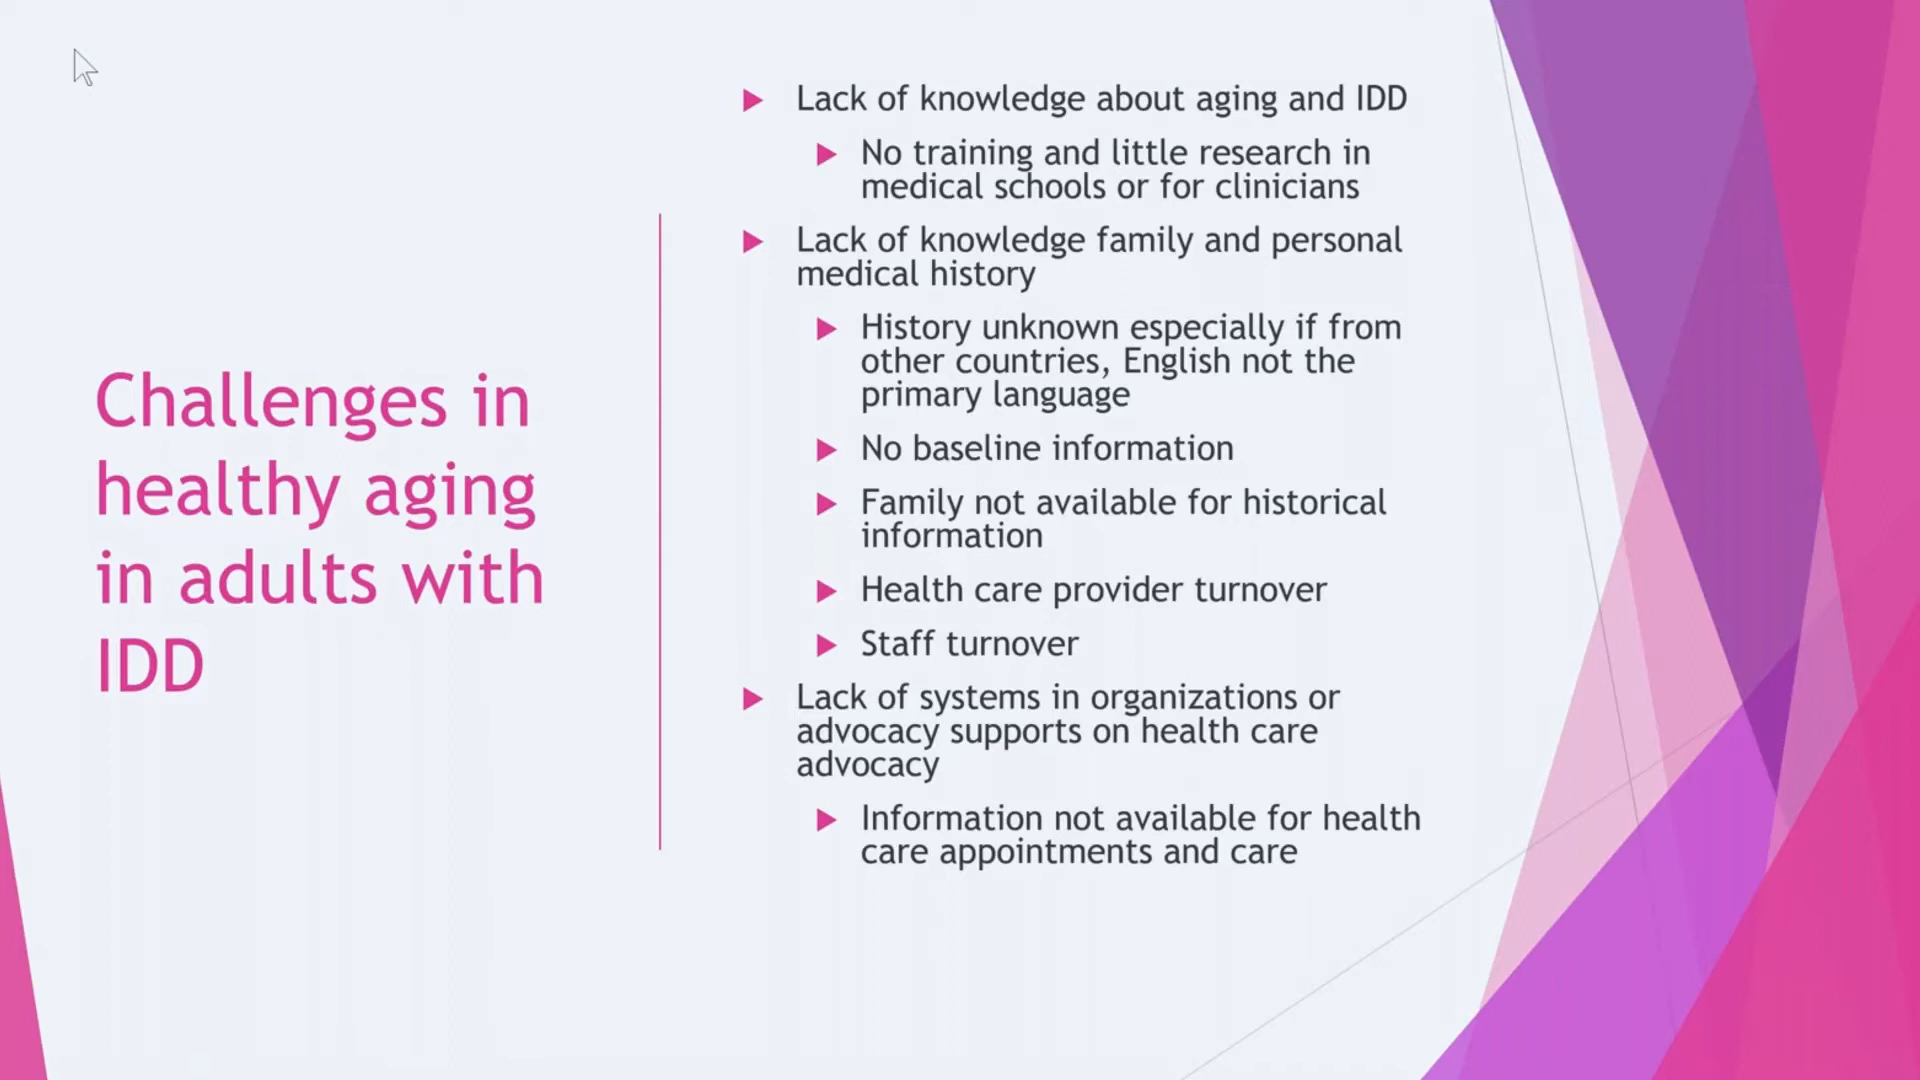 Challenges in
healthy aging
in adults with
IDD
Lack of knowledge about aging and IDD
No training and little research in
medical schools or for clinicians
Lack of knowledge family and personal
medical history
History unknown especially if from
other countries, English not the
primary language
No baseline information
Family not available for historical
information
Health care provider turnover
Staff turnover
Lack of systems in organizations or
advocacy supports on health care
advocacy
Information not available for health
care appointments and care